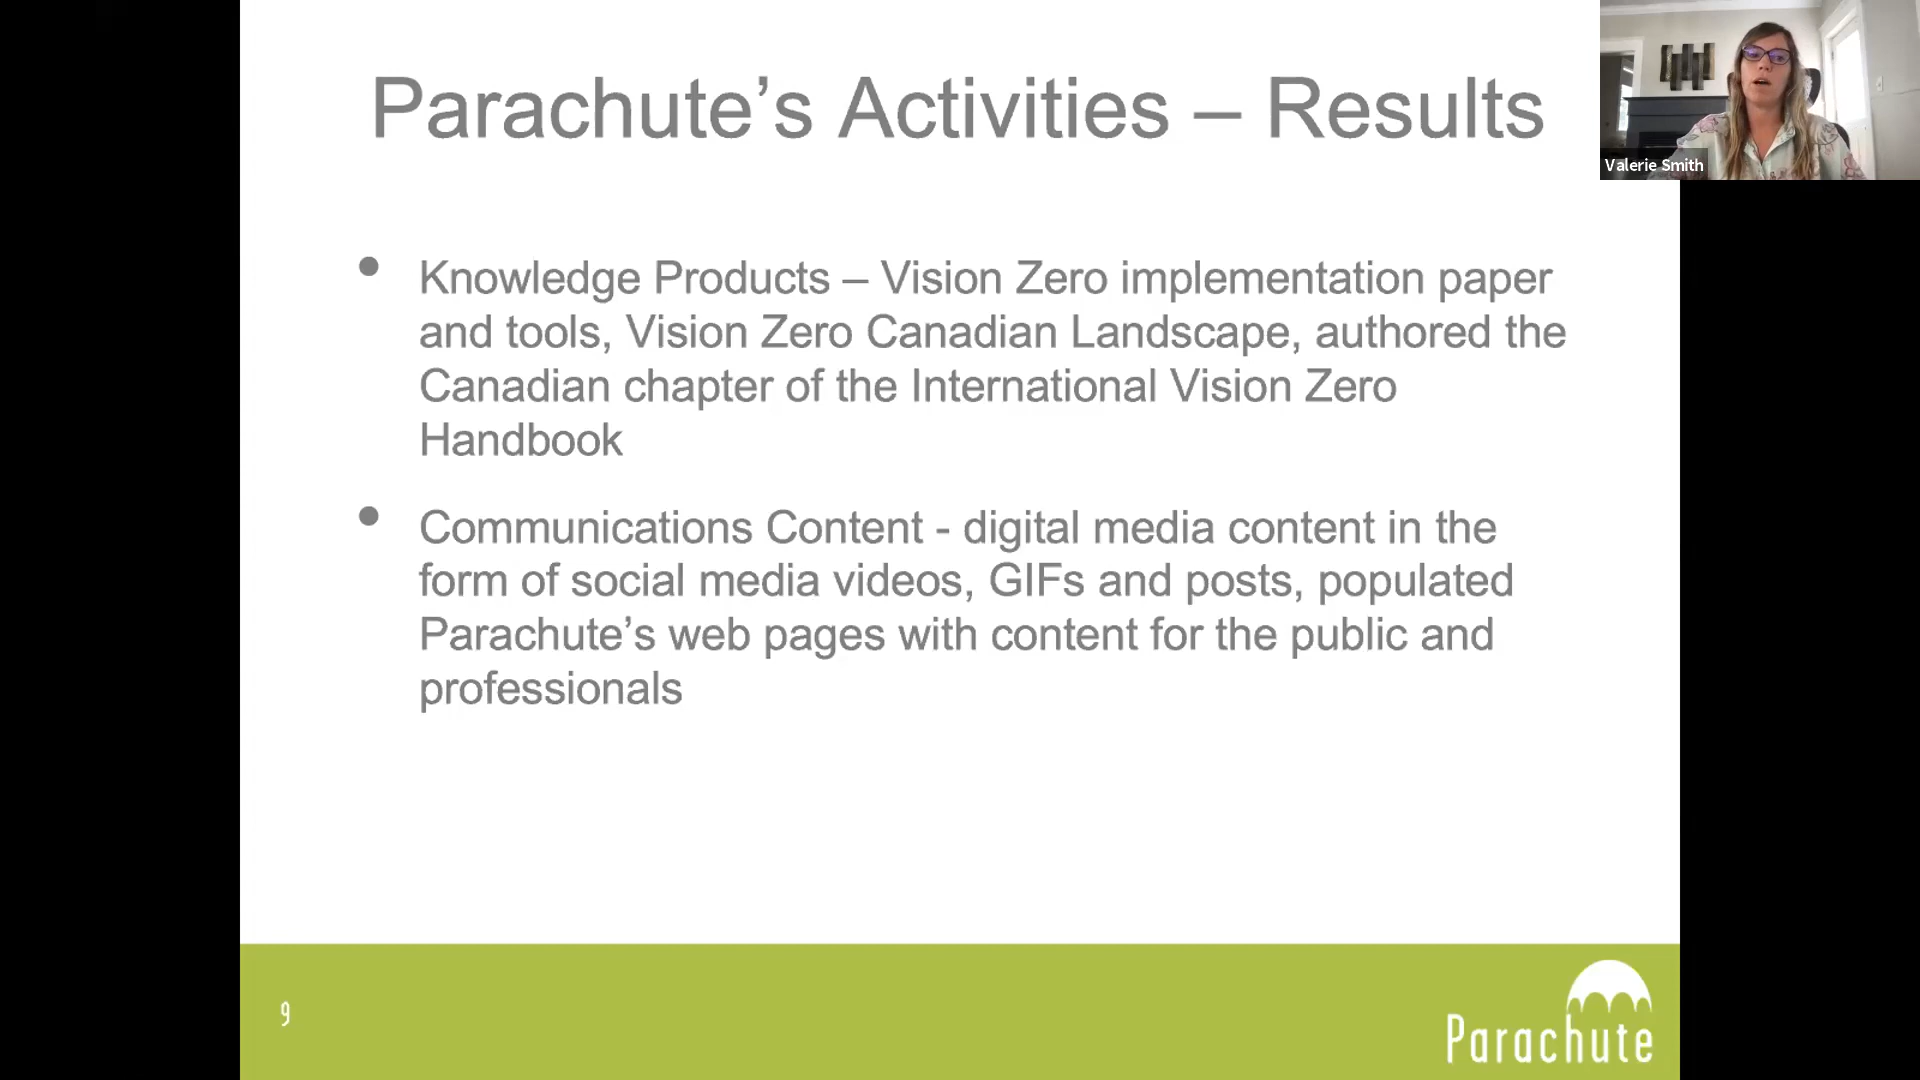 Parachute’s Activities – Results
Valerie Smith
• Knowledge Products – Vision Zero implementation paper
and tools, Vision Zero Canadian Landscape, authored the
Canadian chapter of the International Vision Zero
Handbook
• Communications Content - digital media content in the
form of social media videos, GIFs and posts, populated
Parachute’s web pages with content for the public and
professionals
9
Parachute